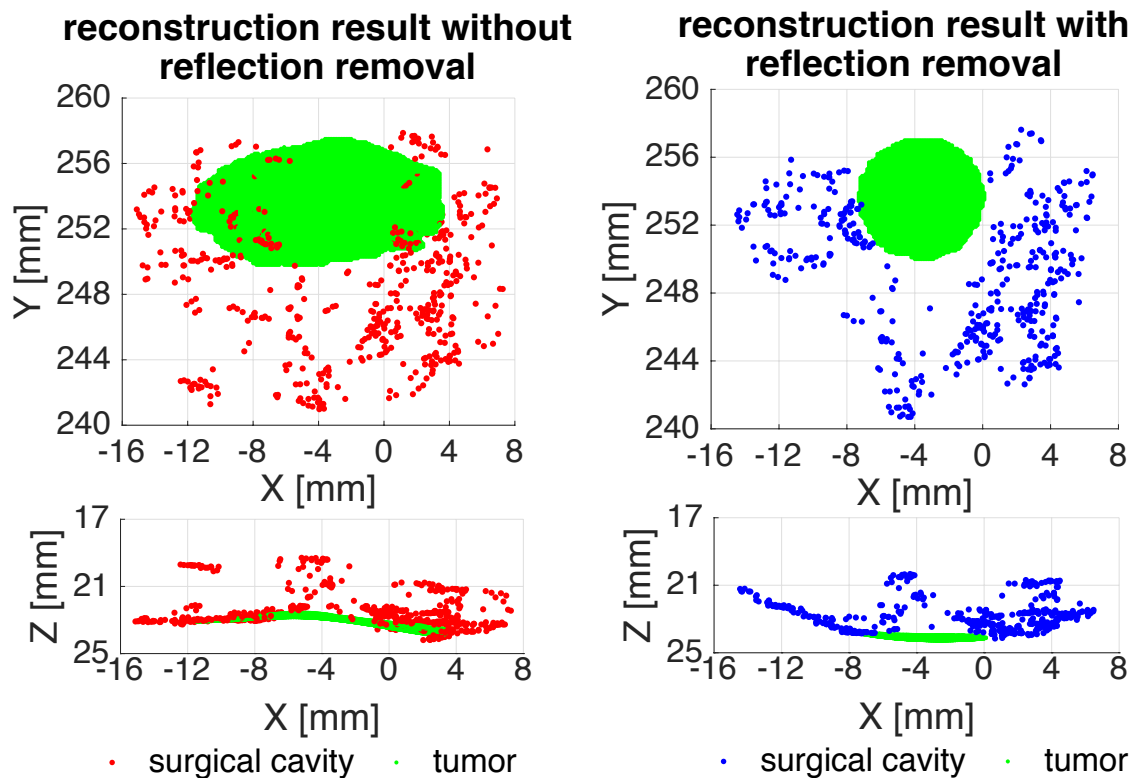 reconstruction result without
reflection removal
260
256
252
248
244
240
Y [mm]
-16 -12 -8 -4 0 4 8
X [mm]
17
21
25
Z [mm]
-16 -12 -8 -4 0 4 8
X [mm]
surgical cavity tumor
reconstruction result with
reflection removal
260
256
252
248
244
240
Y [mm]
-16 -12 -8 -4 0 4 8
X [mm]
17
21
25
Z [mm]
-16 -12 -8 -4 0 4 8
X [mm]
surgical cavity tumor